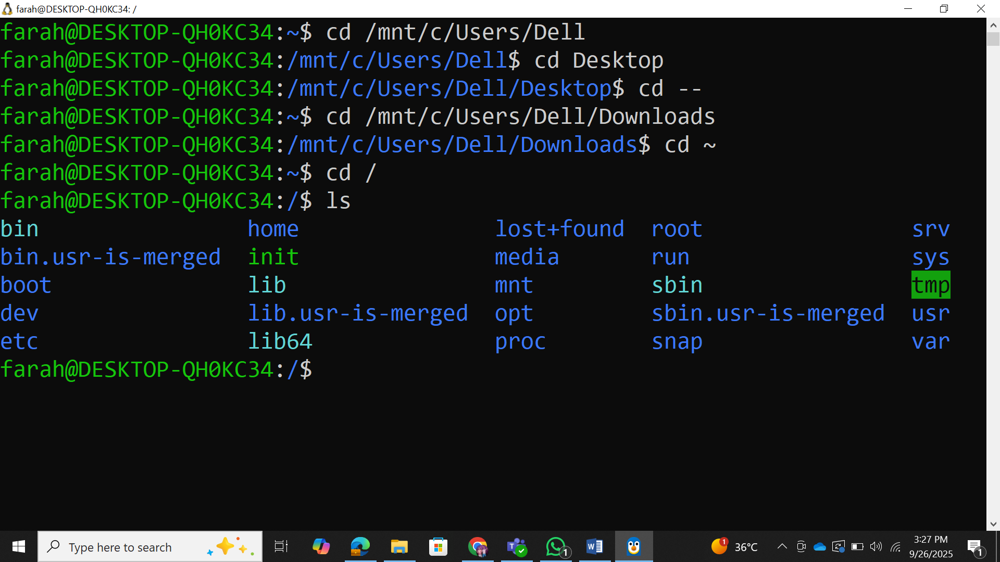 farah@DESKTOP-QH0KC34: /
farah@DESKTOP-QH0KC34:~$ cd /mnt/c/Users/Dell
farah@DESKTOP-QH0KC34:/mnt/c/Users/Dell$ cd Desktop
farah@DESKTOP-QH0KC34:/mnt/c/Users/Dell/Desktop$ cd --
farah@DESKTOP-QH0KC34:~$ cd /mnt/c/Users/Dell/Downloads
farah@DESKTOP-QH0KC34:/mnt/c/Users/Dell/Downloads$ cd ~
farah@DESKTOP-QH0KC34:~$ cd /
farah@DESKTOP-QH0KC34:/$ ls
bin home lost+found root srv
bin.usr-is-merged init media run sys
boot lib mnt sbin tmp
dev lib.usr-is-merged opt sbin.usr-is-merged usr
etc lib64 proc snap var
farah@DESKTOP-QH0KC34:/$
Type here to search
T
1
W
1
36°C
3:27 PM
9/26/2025
1